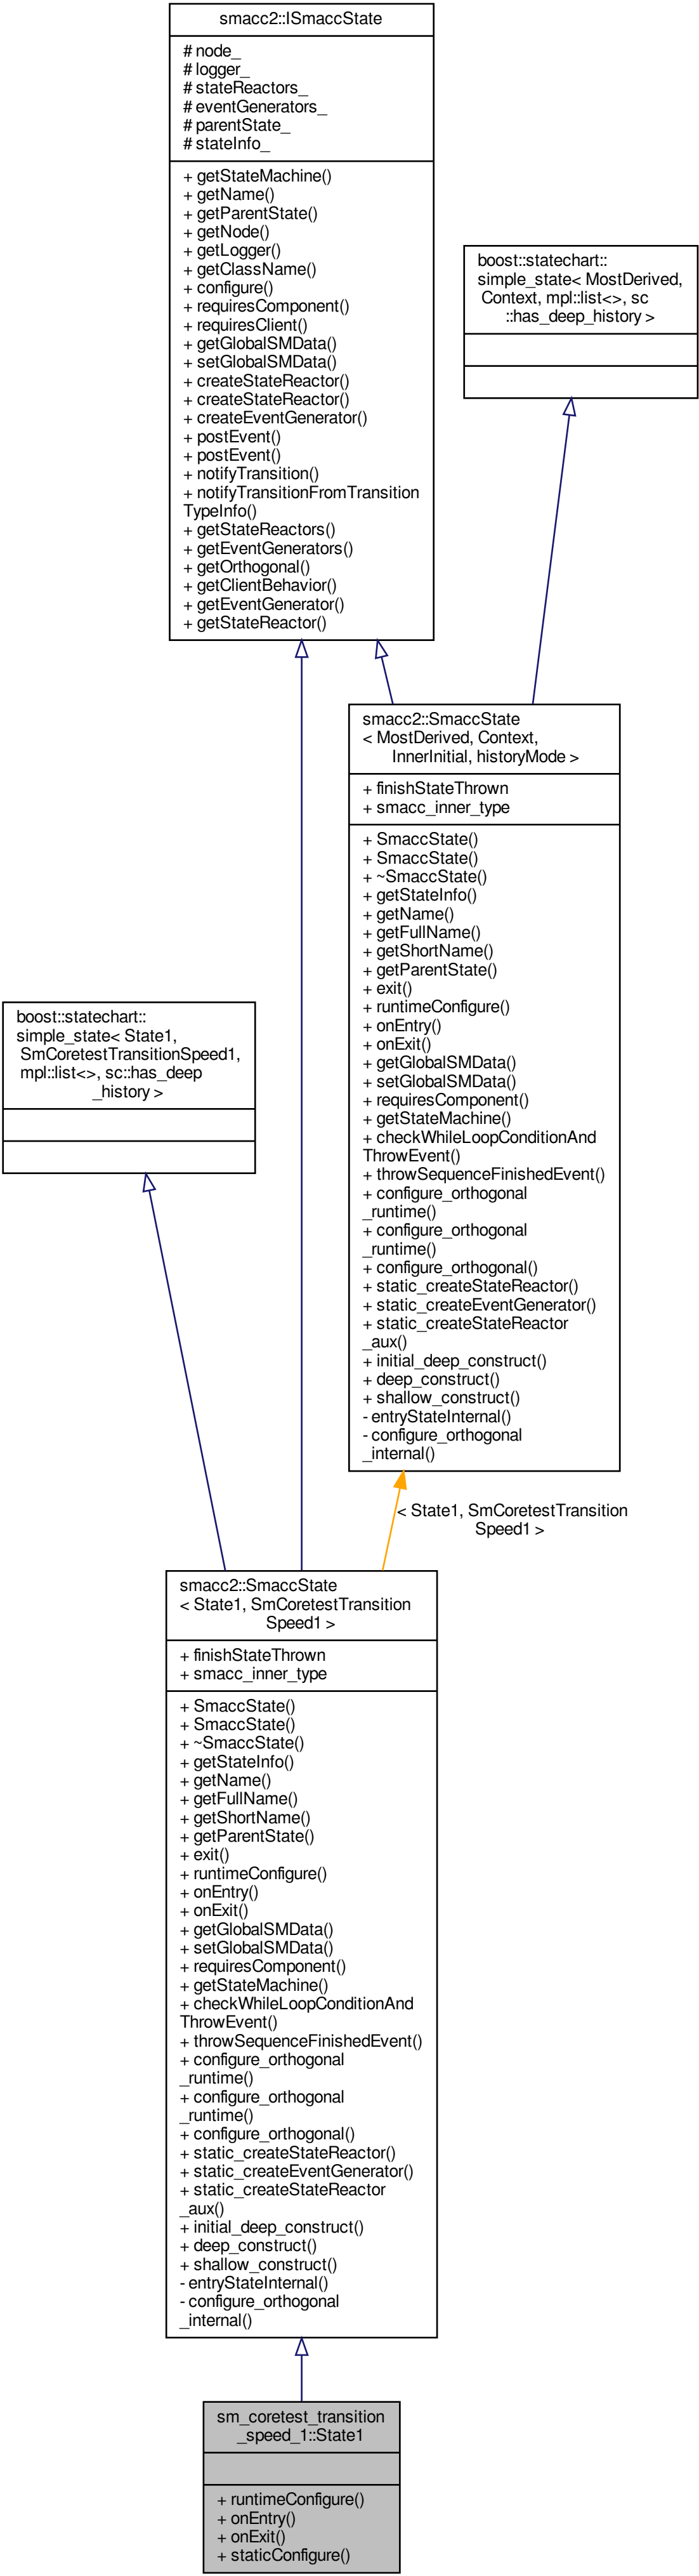 smacc2::ISmaccState
# node_
# logger_
# stateReactors_
# eventGenerators_
# parentState_
# stateInfo_
+ getStateMachine()
+ getName()
+ getParentState()
+ getNode()
+ getLogger()
+ getClassName()
+ configure()
+ requiresComponent()
+ requiresClient()
+ getGlobalSMData()
+ setGlobalSMData()
+ createStateReactor()
+ createStateReactor()
+ createEventGenerator()
+ postEvent()
+ postEvent()
+ notifyTransition()
+ notifyTransitionFromTransition
TypeInfo()
+ getStateReactors()
+ getEventGenerators()
+ getOrthogonal()
+ getClientBehavior()
+ getEventGenerator()
+ getStateReactor()
boost::statechart::
simple_state< MostDerived,
Context, mpl::list<>, sc
::has_deep_history >
smacc2::SmaccState
< MostDerived, Context,
InnerInitial, historyMode >
+ finishStateThrown
+ smacc_inner_type
+ SmaccState()
+ SmaccState()
+ ~SmaccState()
+ getStateInfo()
+ getName()
+ getFullName()
+ getShortName()
+ getParentState()
+ exit()
+ runtimeConfigure()
+ onEntry()
+ onExit()
+ getGlobalSMData()
+ setGlobalSMData()
+ requiresComponent()
+ getStateMachine()
+ checkWhileLoopConditionAnd
ThrowEvent()
+ throwSequenceFinishedEvent()
+ configure_orthogonal
_runtime()
+ configure_orthogonal
_runtime()
+ configure_orthogonal()
+ static_createStateReactor()
+ static_createEventGenerator()
+ static_createStateReactor
_aux()
+ initial_deep_construct()
+ deep_construct()
+ shallow_construct()
- entryStateInternal()
- configure_orthogonal
_internal()
boost::statechart::
simple_state< State1,
SmCoretestTransitionSpeed1,
mpl::list<>, sc::has_deep
_history >
< State1, SmCoretestTransition
Speed1 >
smacc2::SmaccState
< State1, SmCoretestTransition
Speed1 >
+ finishStateThrown
+ smacc_inner_type
+ SmaccState()
+ SmaccState()
+ ~SmaccState()
+ getStateInfo()
+ getName()
+ getFullName()
+ getShortName()
+ getParentState()
+ exit()
+ runtimeConfigure()
+ onEntry()
+ onExit()
+ getGlobalSMData()
+ setGlobalSMData()
+ requiresComponent()
+ getStateMachine()
+ checkWhileLoopConditionAnd
ThrowEvent()
+ throwSequenceFinishedEvent()
+ configure_orthogonal
_runtime()
+ configure_orthogonal
_runtime()
+ configure_orthogonal()
+ static_createStateReactor()
+ static_createEventGenerator()
+ static_createStateReactor
_aux()
+ initial_deep_construct()
+ deep_construct()
+ shallow_construct()
- entryStateInternal()
- configure_orthogonal
_internal()
sm_coretest_transition
_speed_1::State1
+ runtimeConfigure()
+ onEntry()
+ onExit()
+ staticConfigure()